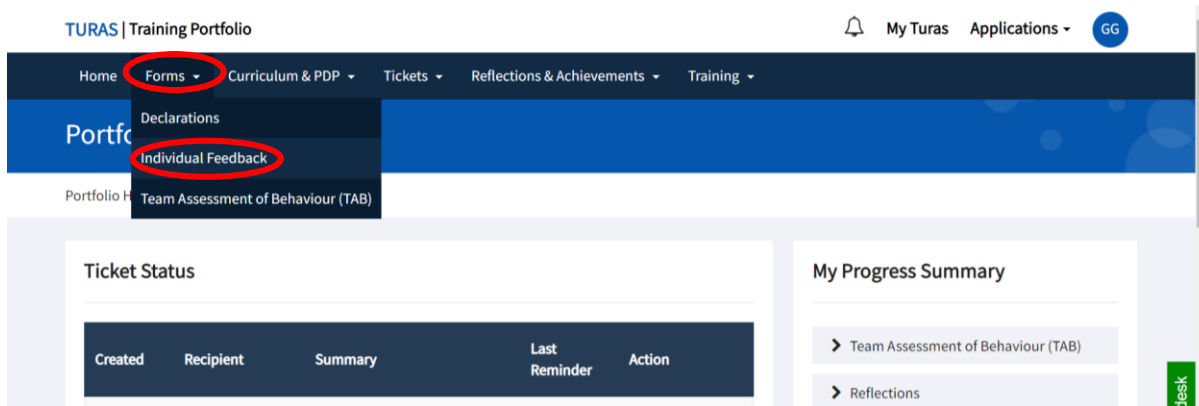 TURAS | Training Portfolio My Turas Applications GG
Home Forms Curriculum & PDP Tickets Reflections & Achievements Training
Declarations
Portfo
Individual Feedback
Portfolio H
Team Assessment of Behaviour (TAB)
Ticket Status
Created Recipient Summary Last Reminder Action
My Progress Summary
Team Assessment of Behaviour (TAB)
Reflections
desk